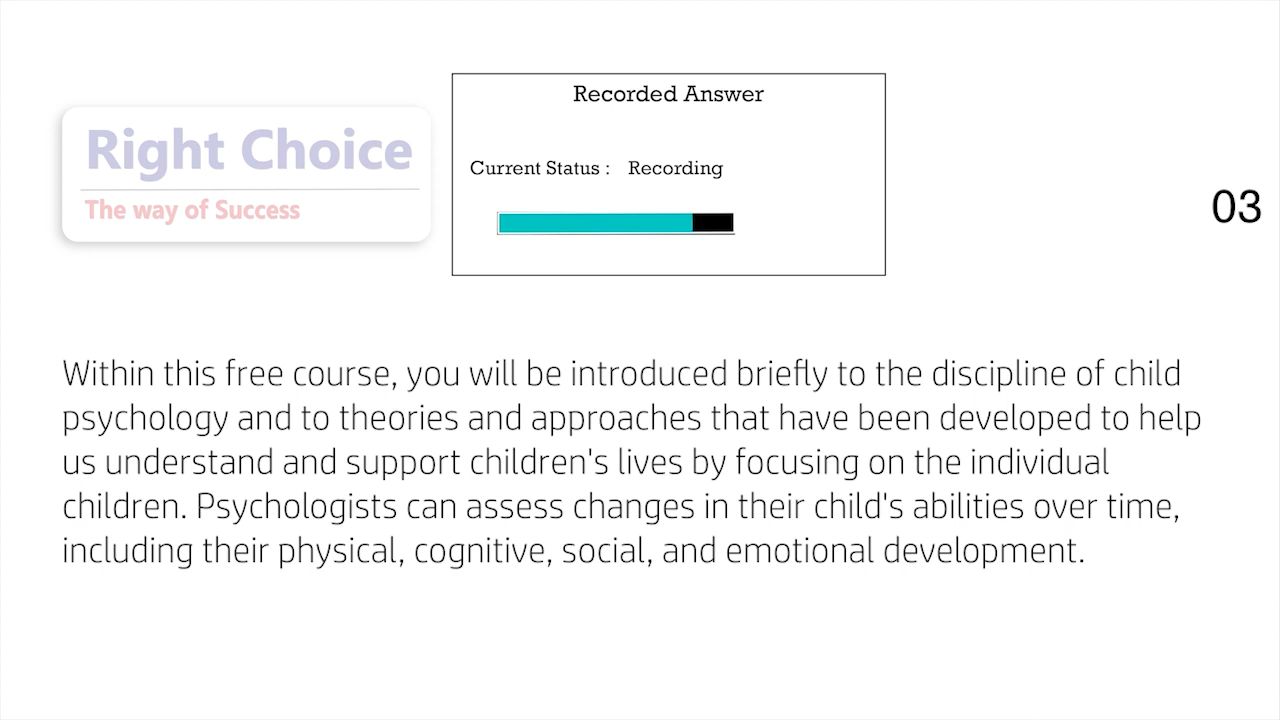 Recorded Answer
Right Choice
The way of Success
Current Status : Recording
03
Within this free course, you will be introduced briefly to the discipline of child
psychology and to theories and approaches that have been developed to help
us understand and support children's lives by focusing on the individual
children. Psychologists can assess changes in their child's abilities over time,
including their physical, cognitive, social, and emotional development.